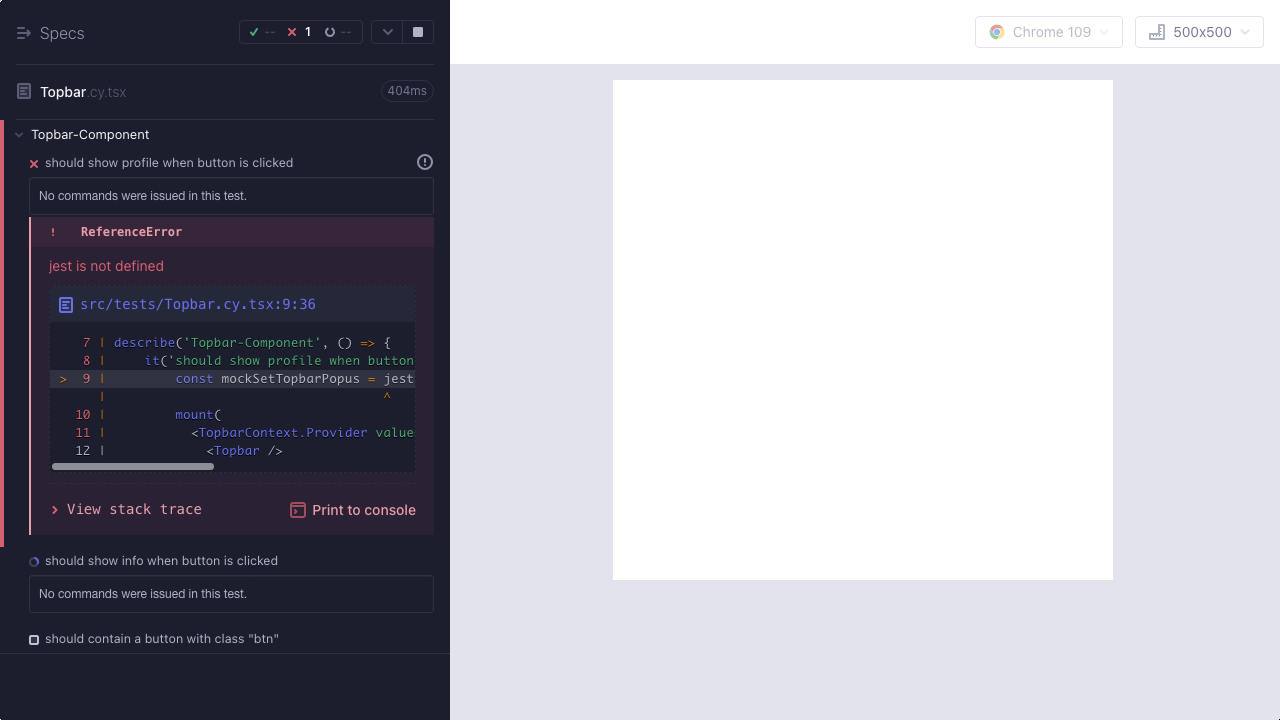 Specs
-- 1 --
Topbar.cy.tsx 404ms
Topbar-Component
should show profile when button is clicked
No commands were issued in this test.
! ReferenceError
jest is not defined
src/tests/Topbar.cy.tsx:9:36
7 | describe('Topbar-Component', () => {
8 | it('should show profile when button
> 9 | const mockSetTopbarPopus = jest
| ^
10 | mount(
11 | <TopbarContext.Provider value
12 | <Topbar />
> View stack trace Print to console
should show info when button is clicked
No commands were issued in this test.
should contain a button with class "btn"
Chrome 109
500x500